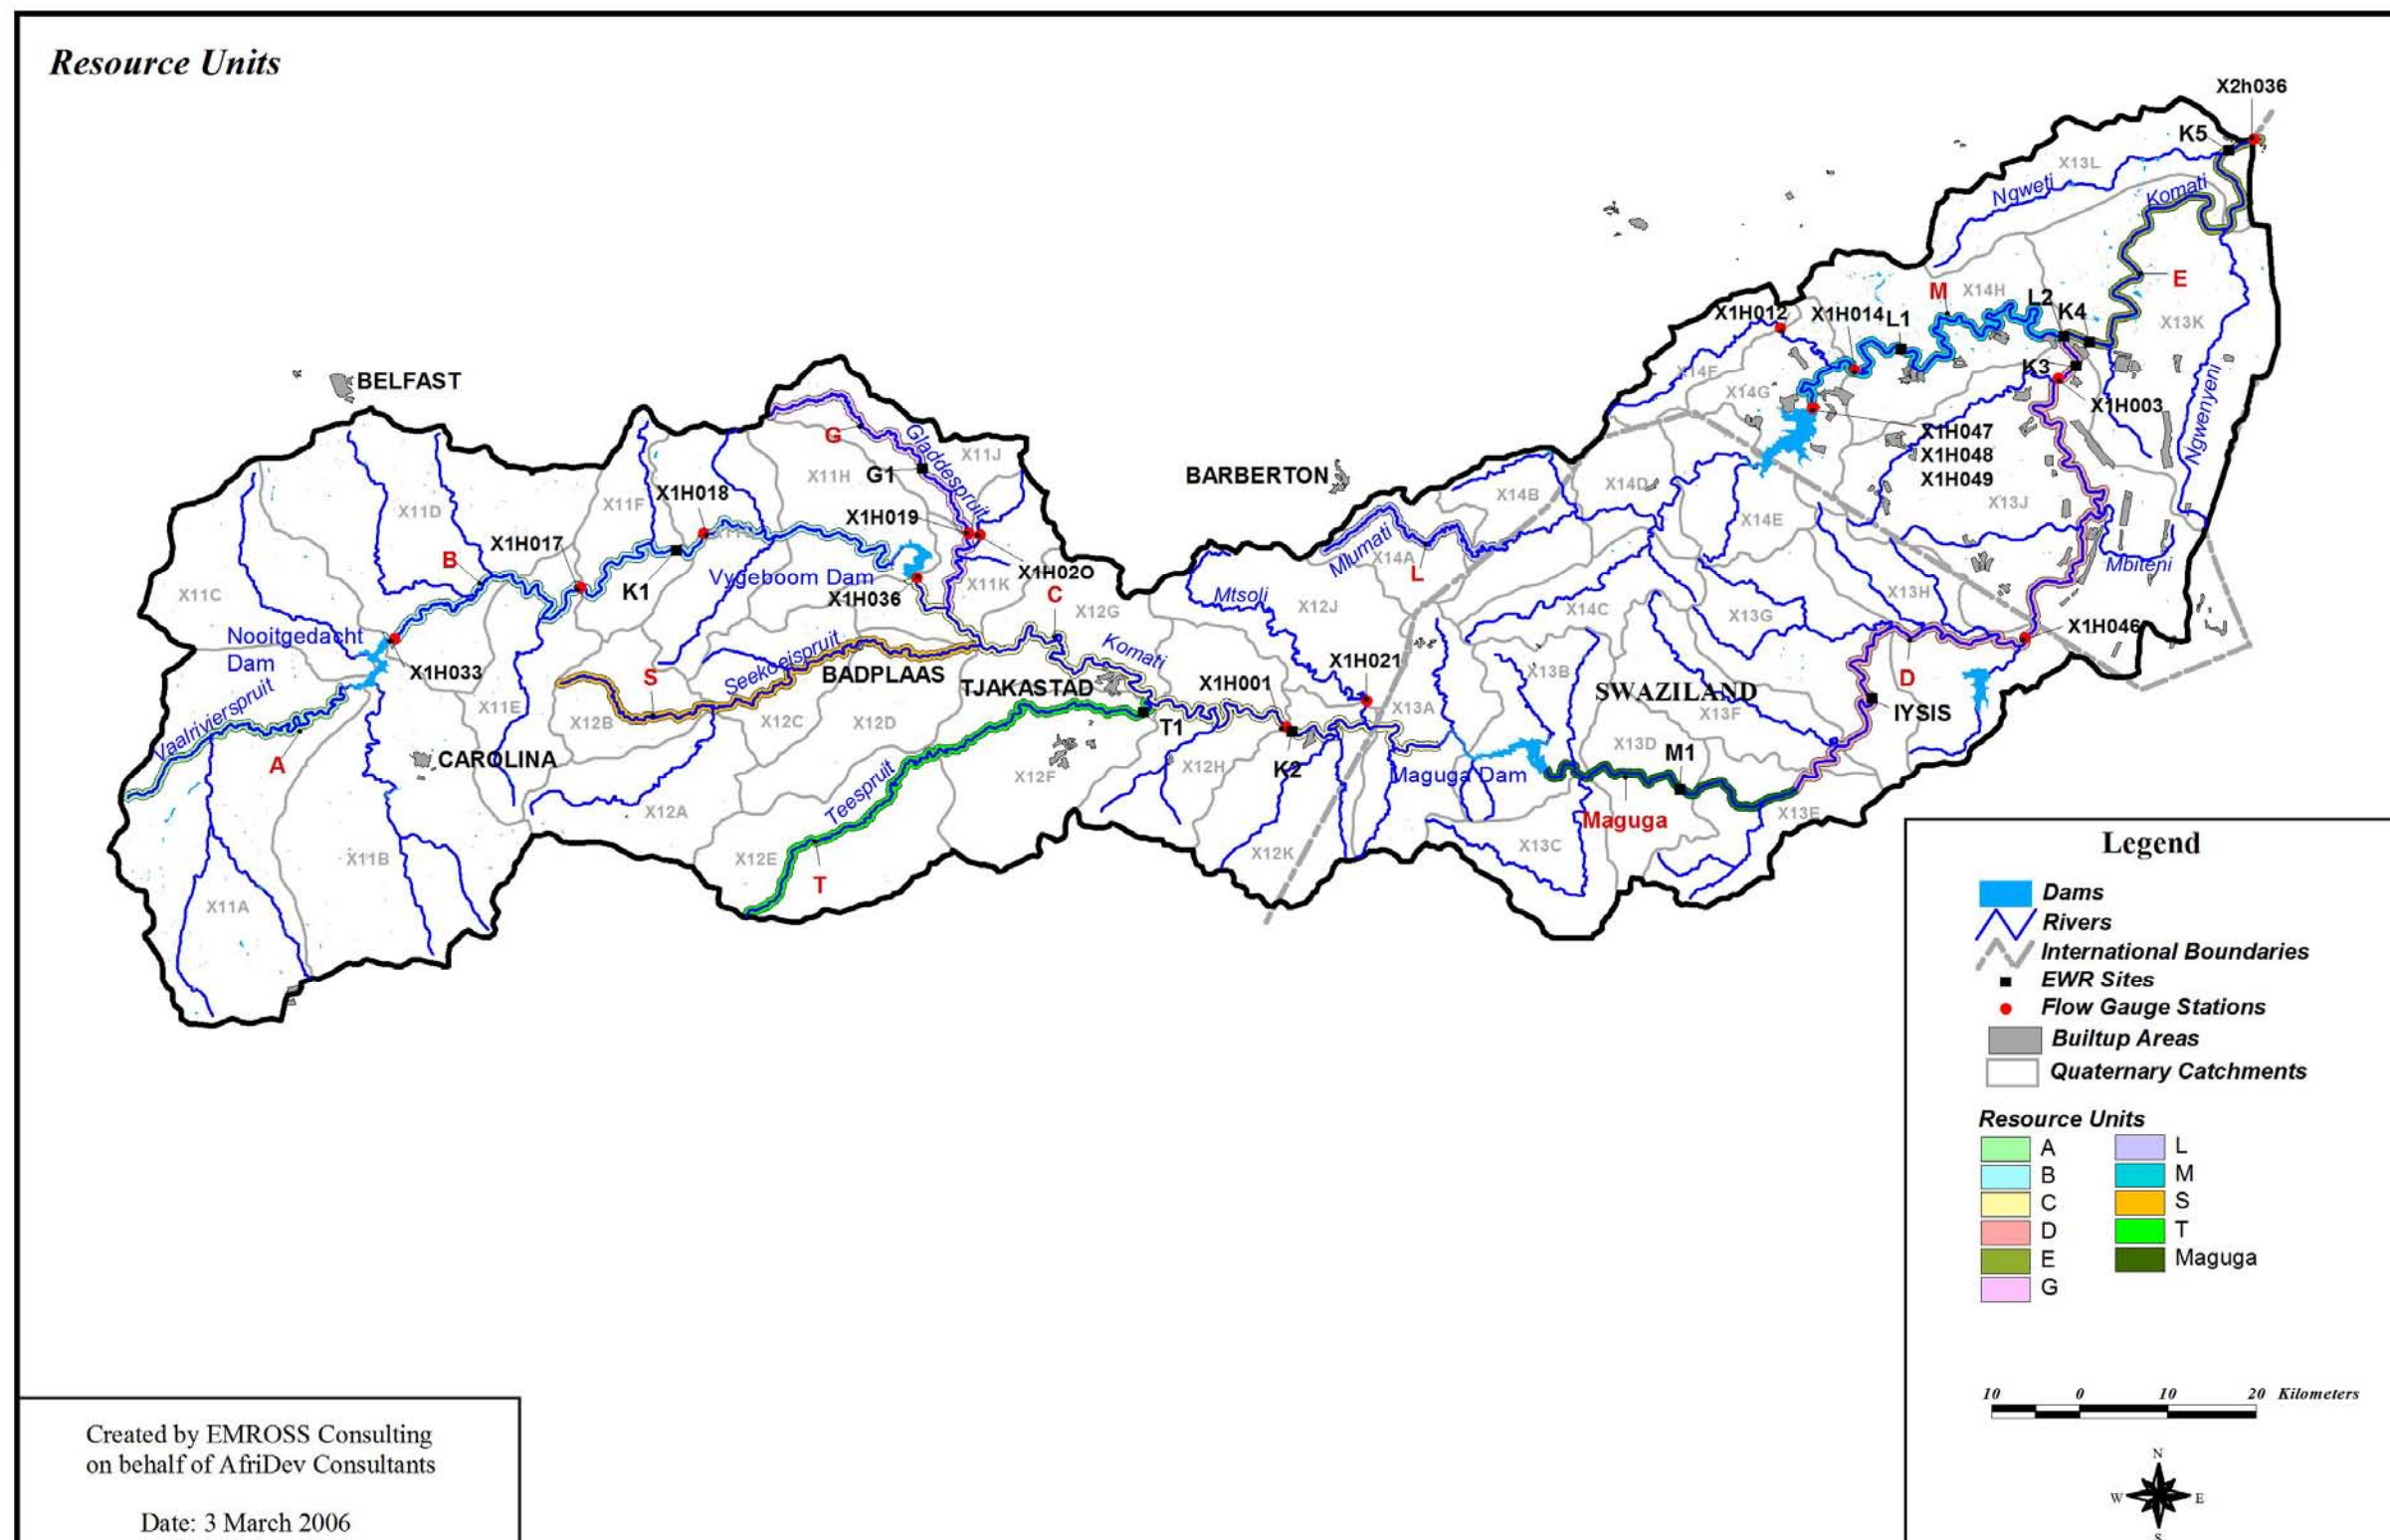 Resource Units
X2h036
K5
X13L
Ngweti
Komati
E
M
X14H
L2
K4
X1H012
X1H014
L1
X13K
X14F
X14G
K3
X1H003
BELFAST
G
Gladdespruit
X11J
G1
X11H
X1H047
X1H048
X1H049
Ngwenyeni
BARBERTON
X14B
X14D
X13J
X14E
X11D
X11F
X1H018
X1H019
X1H017
B
K1
Vygeboom Dam
X1H036
X11K
X1H02O
C
X12G
Mlumati
X14A
L
Mbiteni
X11C
Nooitgedacht
Dam
X1H033
Mtsoli
X12J
X14C
X13G
X13H
X1H046
Komati
X1H021
X13B
D
S
Seekoeispruit
BADPLAAS
TJAKASTAD
X1H001
SWAZILAND
X13A
X13F
IYSIS
Vaalrivierspruit
X11E
X12B
X12C
X12D
T1
A
CAROLINA
X12F
X12H
K2
Maguga Dam
X13D
M1
Teespruit
X12A
Maguga
X13E
X11B
X12E
T
X12K
X13C
X11A
Legend
Dams
Rivers
International Boundaries
EWR Sites
Flow Gauge Stations
Builtup Areas
Quaternary Catchments
Resource Units
A L
B M
C S
D T
E Maguga
G
10 0 10 20 Kilometers
N
W E
S
Created by EMROSS Consulting
on behalf of AfriDev Consultants
Date: 3 March 2006